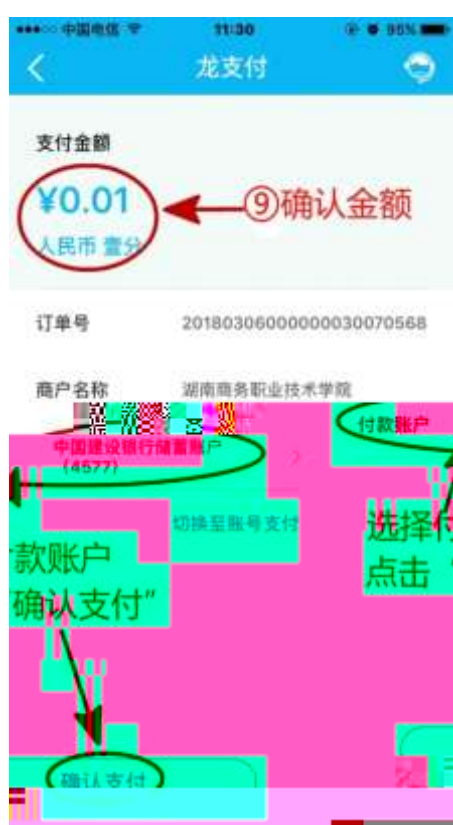 中国电信 11:30 95%
龙支付
支付金额
¥0.01
⑨确认金额
人民币 壹分
订单号 201803060000000030070568
商户名称 湖南商务职业技术学院
付款账户
中国建设银行储蓄账户
(4577)
切换至账号支付
选择付
款账户
点击“
确认支付”
确认支付